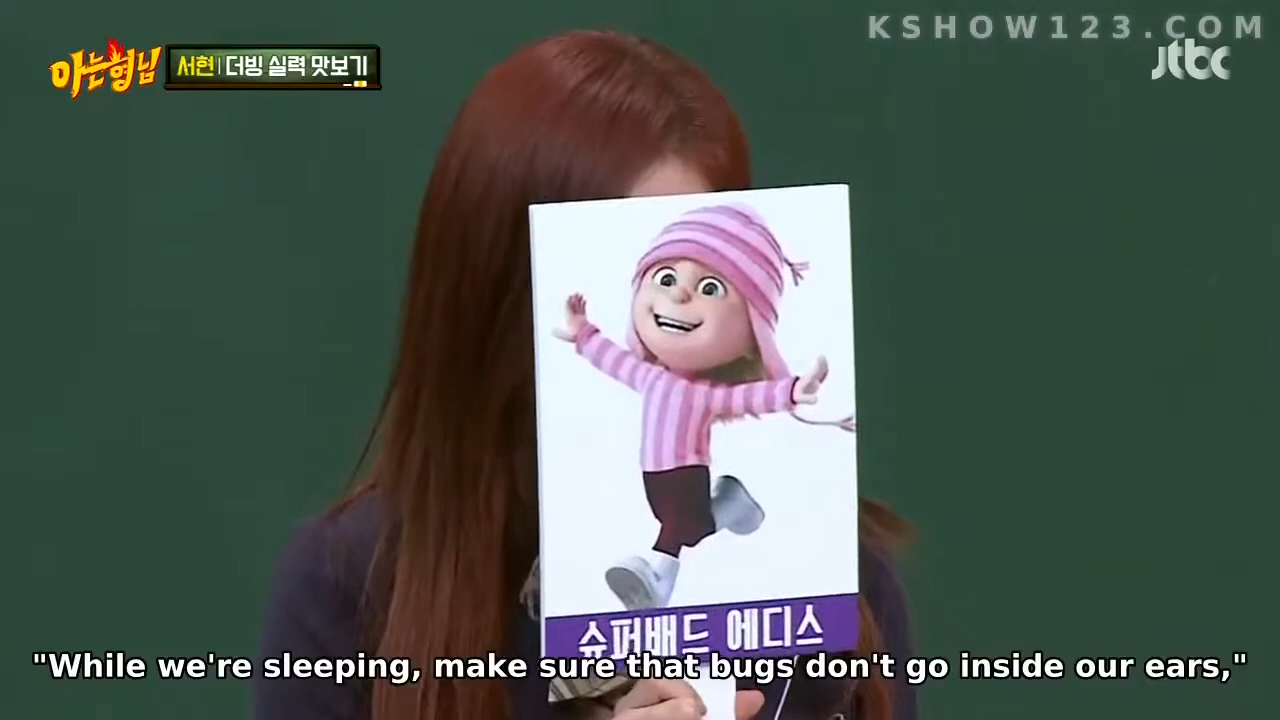 KSHOW123.COM
아는형님
서현 | 더빙 실력 맛보기
jtbc
슈퍼배드 에디스
"While we're sleeping, make sure that bugs don't go inside our ears,"